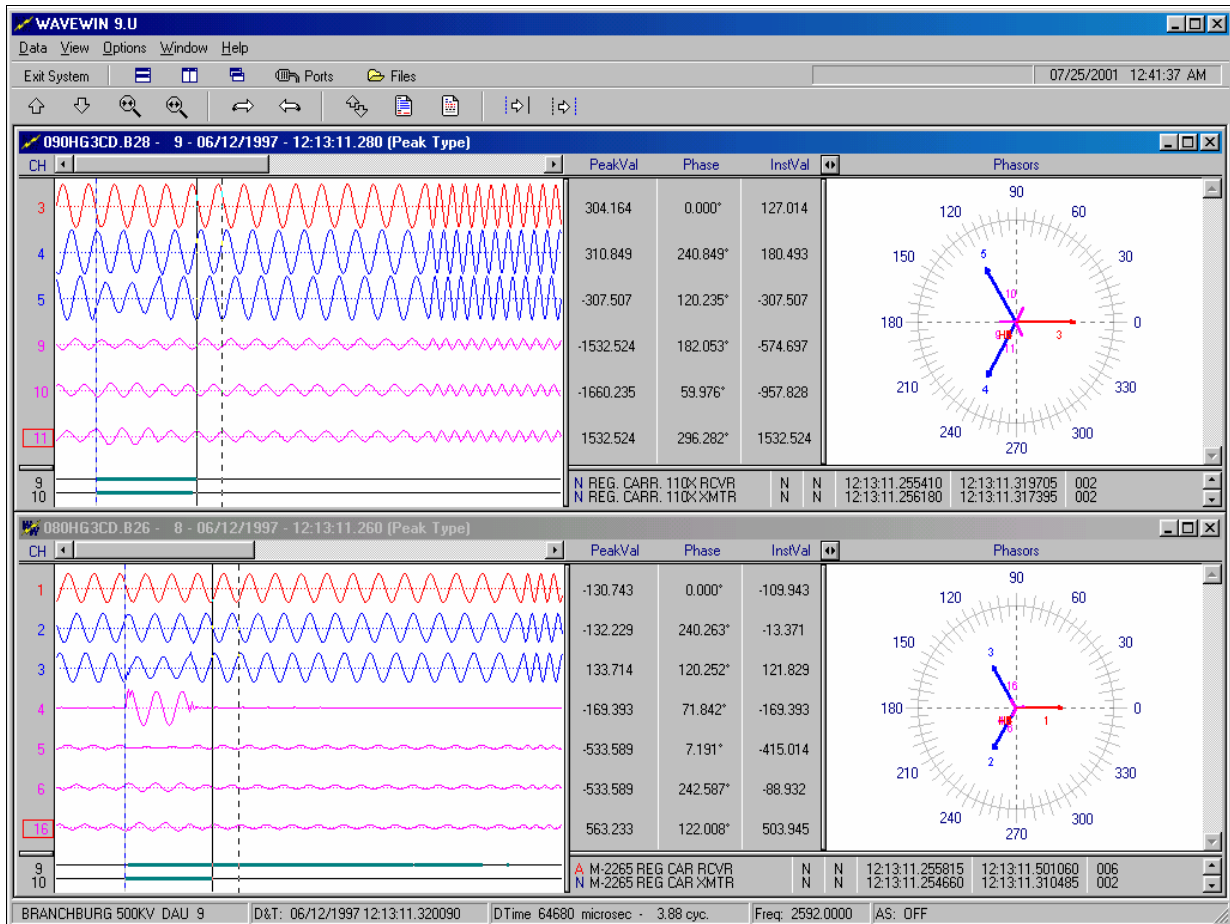 WAVEWIN 9.U
Data View Options Window Help
Exit System Ports Files 07/25/2001 12:41:37 AM
090HG3CD.B28 - 9 - 06/12/1997 - 12:13:11.280 (Peak Type)
CH PeakVal Phase InstVal Phasors
3 304.164 0.000° 127.014
4 310.849 240.849° 180.493
5 -307.507 120.235° -307.507
9 -1532.524 182.053° -574.697
10 -1660.235 59.976° -957.828
11 1532.524 296.282° 1532.524
90
120 60
150 30
180 0
210 330
240 300
270
5
10
9 3
11
4
9 N REG. CARR. 110X RCVR N N 12:13:11.255410 12:13:11.319705 002
10 N REG. CARR. 110X XMTR N N 12:13:11.256180 12:13:11.317395 002
080HG3CD.B26 - 8 - 06/12/1997 - 12:13:11.260 (Peak Type)
CH PeakVal Phase InstVal Phasors
1 -130.743 0.000° -109.943
2 -132.229 240.263° -13.371
3 133.714 120.252° 121.829
4 -169.393 71.842° -169.393
5 -533.589 7.191° -415.014
6 -533.589 242.587° -88.932
16 563.233 122.008° 503.945
90
120 60
150 30
180 0
210 330
240 300
270
3
16
1
6
2
9 A M-2265 REG CAR RCVR N N 12:13:11.255815 12:13:11.501060 006
10 N M-2265 REG CAR XMTR N N 12:13:11.254660 12:13:11.310485 002
BRANCHBURG 500KV DAU 9 D&T: 06/12/1997 12:13:11.320090 DTime 64680 microsec - 3.88 cyc. Freq: 2592.0000 AS: OFF